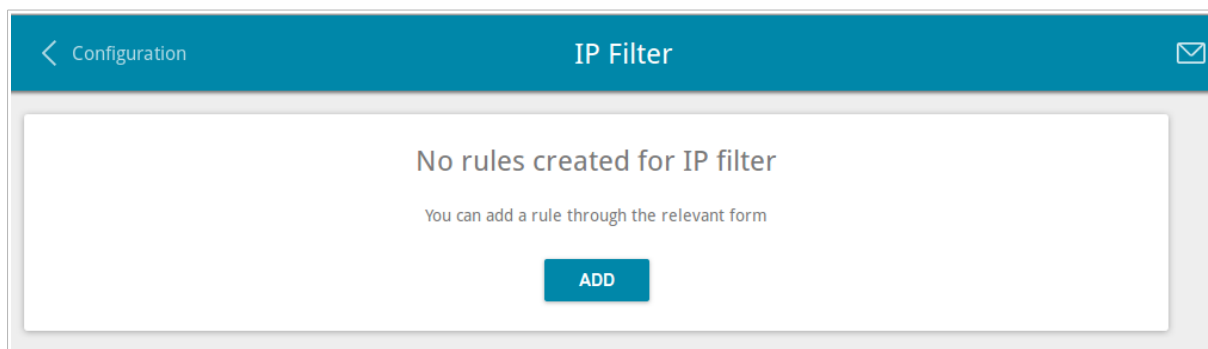 Configuration
IP Filter
No rules created for IP filter
You can add a rule through the relevant form
ADD